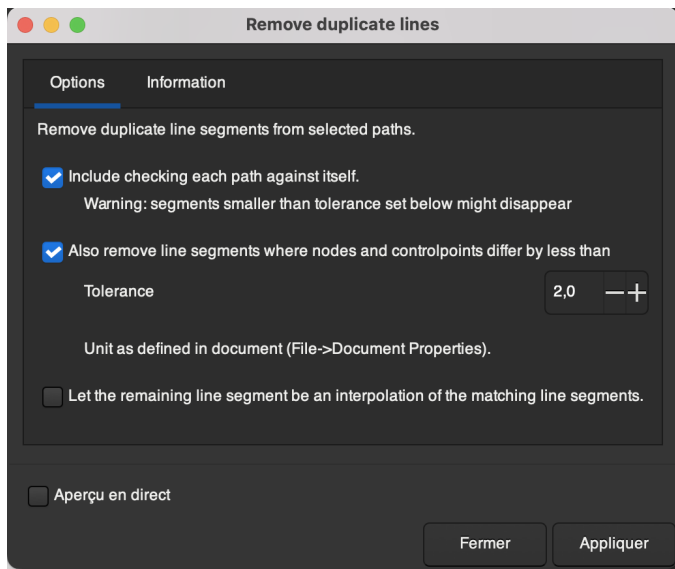 Remove duplicate lines
Options Information
Remove duplicate line segments from selected paths.
Include checking each path against itself.
Warning: segments smaller than tolerance set below might disappear
Also remove line segments where nodes and controlpoints differ by less than
Tolerance 2,0
Unit as defined in document (File->Document Properties).
Let the remaining line segment be an interpolation of the matching line segments.
Aperçu en direct
Fermer Appliquer